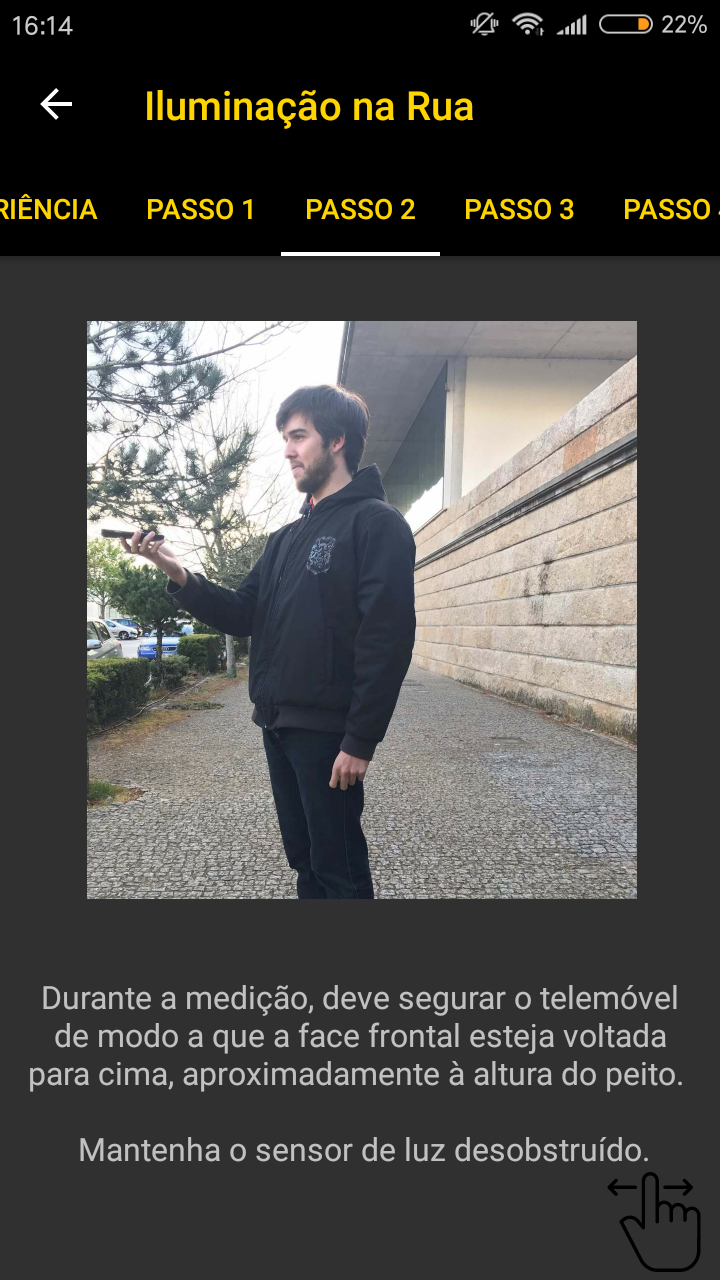 16:14
22%
Iluminação na Rua
RIÊNCIA PASSO 1 PASSO 2 PASSO 3 PASSO
Durante a medição, deve segurar o telemóvel
de modo a que a face frontal esteja voltada
para cima, aproximadamente à altura do peito.
Mantenha o sensor de luz desobstruído.